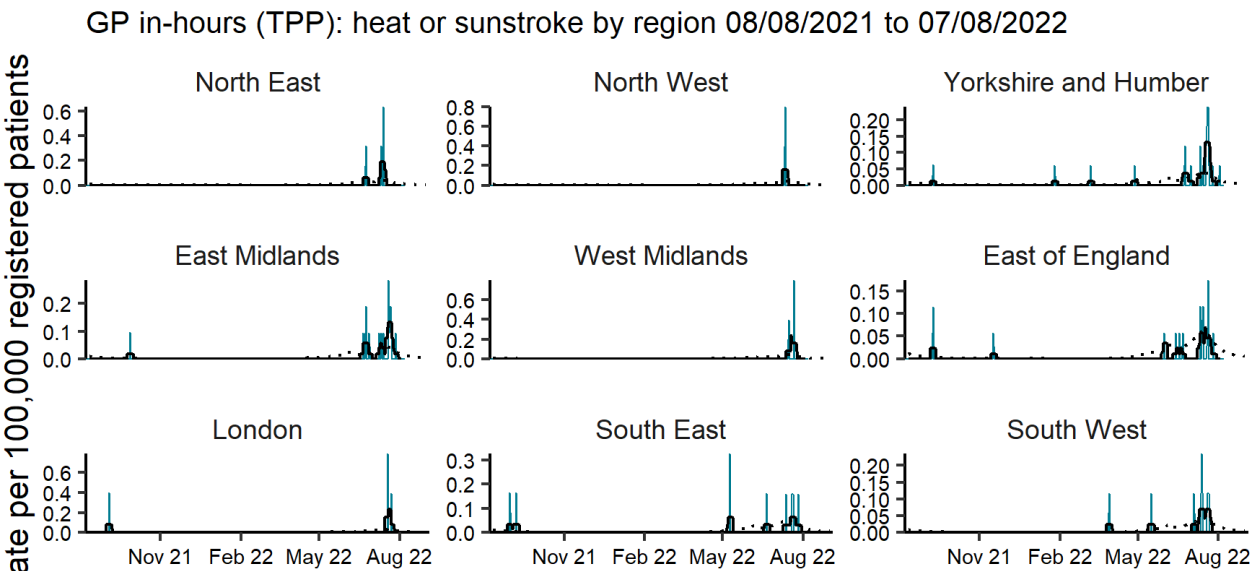 GP in-hours (TPP): heat or sunstroke by region 08/08/2021 to 07/08/2022
ate per 100,000 registered patients
North East
0.6
0.4
0.2
0.0
North West
0.8
0.6
0.4
0.2
0.0
Yorkshire and Humber
0.20
0.15
0.10
0.05
0.00
East Midlands
0.2
0.1
0.0
West Midlands
0.6
0.4
0.2
0.0
East of England
0.15
0.10
0.05
0.00
London
0.6
0.4
0.2
0.0
Nov 21 Feb 22 May 22 Aug 22
South East
0.3
0.2
0.1
0.0
Nov 21 Feb 22 May 22 Aug 22
South West
0.20
0.15
0.10
0.05
0.00
Nov 21 Feb 22 May 22 Aug 22